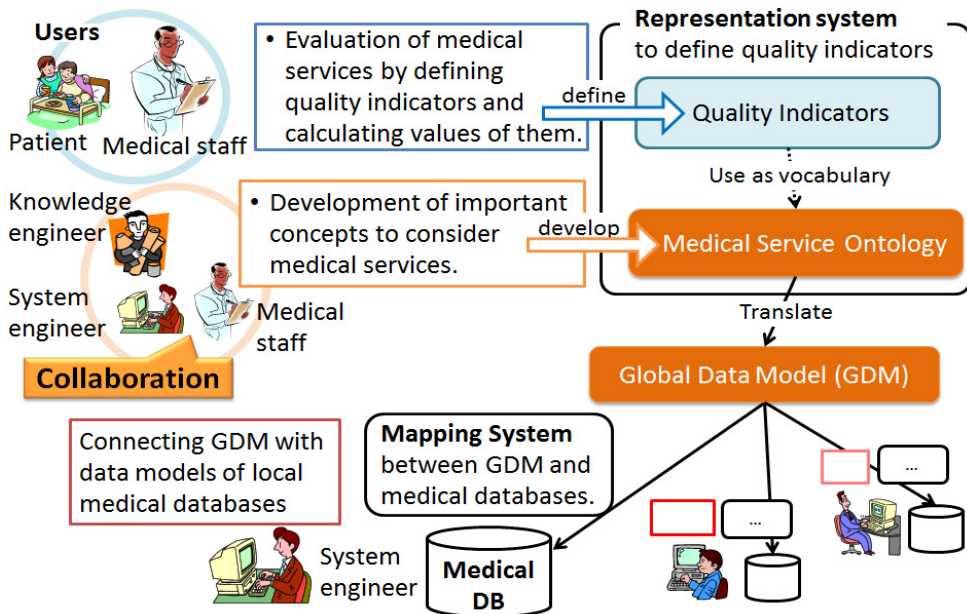 Users
Patient
Medical staff
• Evaluation of medical
services by defining
quality indicators and
calculating values of them.
define
Representation system
to define quality indicators
Quality Indicators
Use as vocabulary
Medical Service Ontology
Knowledge
engineer
System
engineer
Medical
staff
Collaboration
• Development of important
concepts to consider
medical services.
develop
Translate
Global Data Model (GDM)
Connecting GDM with
data models of local
medical databases
System
engineer
Mapping System
between GDM and
medical databases.
Medical
DB
...
...